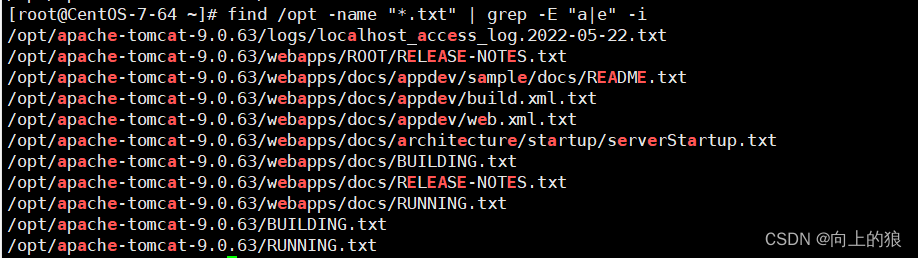 [root@CentOS-7-64 ~]# find /opt -name "*.txt" | grep -E "a|e" -i
/opt/apache-tomcat-9.0.63/logs/localhost_access_log.2022-05-22.txt
/opt/apache-tomcat-9.0.63/webapps/ROOT/RELEASE-NOTES.txt
/opt/apache-tomcat-9.0.63/webapps/docs/appdev/sample/docs/README.txt
/opt/apache-tomcat-9.0.63/webapps/docs/appdev/build.xml.txt
/opt/apache-tomcat-9.0.63/webapps/docs/appdev/web.xml.txt
/opt/apache-tomcat-9.0.63/webapps/docs/architecture/startup/serverStartup.txt
/opt/apache-tomcat-9.0.63/webapps/docs/BUILDING.txt
/opt/apache-tomcat-9.0.63/webapps/docs/RELEASE-NOTES.txt
/opt/apache-tomcat-9.0.63/webapps/docs/RUNNING.txt
/opt/apache-tomcat-9.0.63/BUILDING.txt
/opt/apache-tomcat-9.0.63/RUNNING.txt
CSDN @向上的狼